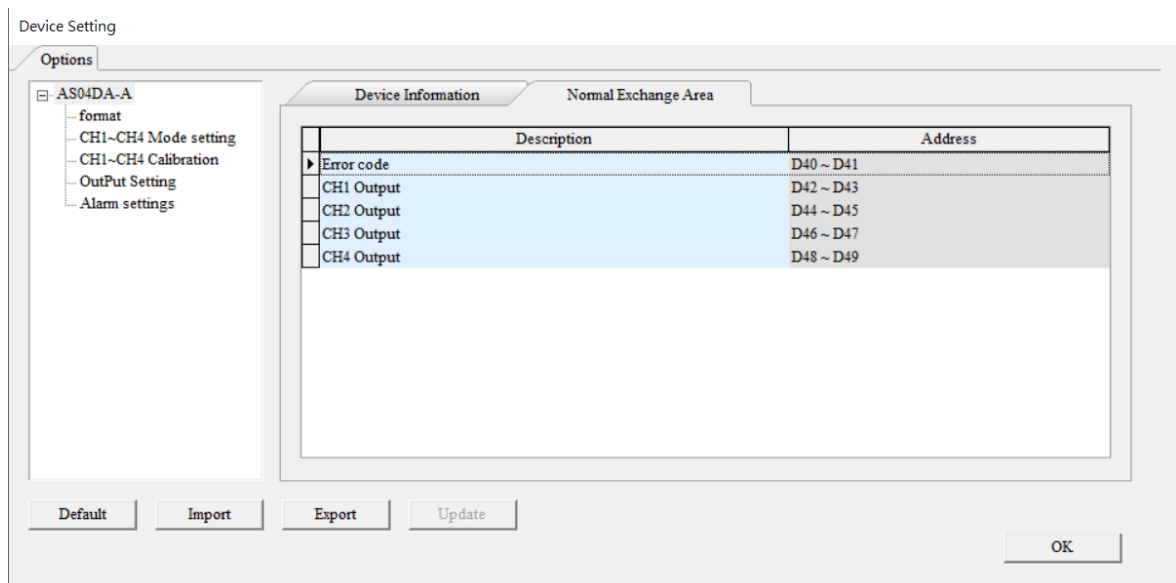 Device Setting
Options
AS04DA-A
format
CH1~CH4 Mode setting
CH1~CH4 Calibration
OutPut Setting
Alarm settings
Device Information
Normal Exchange Area
Description Address
Error code D40 ~ D41
CH1 Output D42 ~ D43
CH2 Output D44 ~ D45
CH3 Output D46 ~ D47
CH4 Output D48 ~ D49
Default Import Export Update
OK